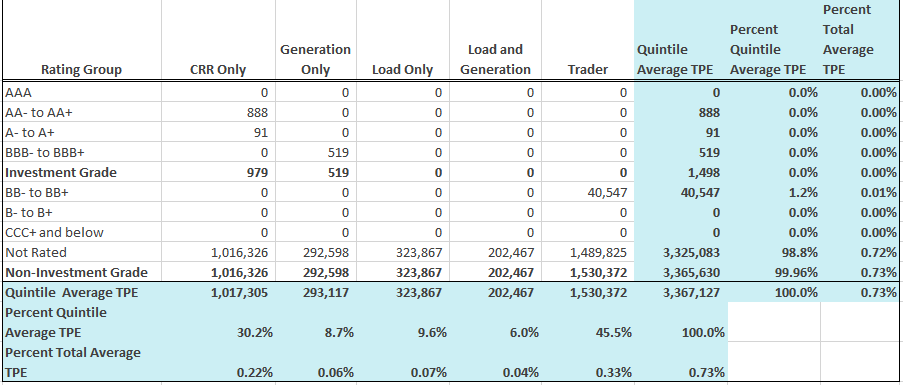 Rating Group CRR Only Generation Only Load Only Load and Generation Trader Quintile Average TPE Percent Quintile Average TPE Percent Total Average TPE
AAA 0 0 0 0 0 0 0.0% 0.00%
AA- to AA+ 888 0 0 0 0 888 0.0% 0.00%
A- to A+ 91 0 0 0 0 91 0.0% 0.00%
BBB- to BBB+ 0 519 0 0 0 519 0.0% 0.00%
Investment Grade 979 519 0 0 0 1,498 0.0% 0.00%
BB- to BB+ 0 0 0 0 40,547 40,547 1.2% 0.01%
B- to B+ 0 0 0 0 0 0 0.0% 0.00%
CCC+ and below 0 0 0 0 0 0 0.0% 0.00%
Not Rated 1,016,326 292,598 323,867 202,467 1,489,825 3,325,083 98.8% 0.72%
Non-Investment Grade 1,016,326 292,598 323,867 202,467 1,530,372 3,365,630 99.96% 0.73%
Quintile Average TPE 1,017,305 293,117 323,867 202,467 1,530,372 3,367,127 100.0% 0.73%
Percent Quintile
Average TPE 30.2% 8.7% 9.6% 6.0% 45.5% 100.0%
Percent Total Average
TPE 0.22% 0.06% 0.07% 0.04% 0.33% 0.73%